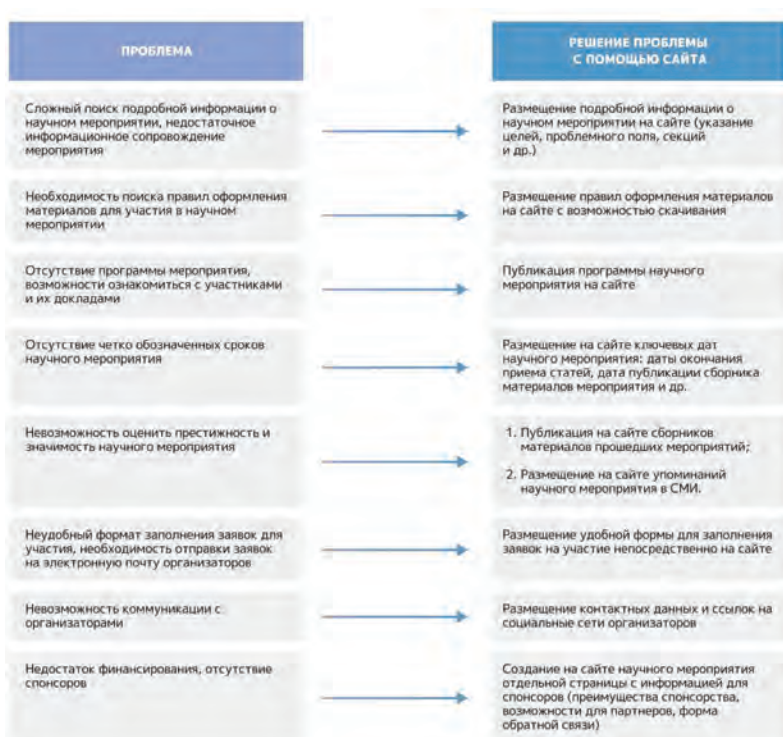 ПРОБЛЕМА
РЕШЕНИЕ ПРОБЛЕМЫ
С ПОМОЩЬЮ САЙТА
Сложный поиск подробной информации о
научном мероприятии, недостаточное
информационное сопровождение
мероприятия
Размещение подробной информации о
научном мероприятии на сайте (указание
целей, проблемного поля, секций
и др.)
Необходимость поиска правил оформления
материалов для участия в научном
мероприятии
Размещение правил оформления материалов
на сайте с возможностью скачивания
Отсутствие программы мероприятия,
возможности ознакомиться с участниками
и их докладами
Публикация программы научного
мероприятия на сайте
Отсутствие четко обозначенных сроков
научного мероприятия
Размещение на сайте ключевых дат
научного мероприятия: даты окончания
приема статей, дата публикации сборника
материалов мероприятия и др.
Невозможность оценить престижность и
значимость научного мероприятия
1. Публикация на сайте сборников
материалов прошедших мероприятий;
2. Размещение на сайте упоминаний
научного мероприятия в СМИ.
Неудобный формат заполнения заявок для
участия, необходимость отправки заявок
на электронную почту организаторов
Размещение удобной формы для заполнения
заявок на участие непосредственно на сайте
Невозможность коммуникации с
организаторами
Размещение контактных данных и ссылок на
социальные сети организаторов
Недостаток финансирования, отсутствие
спонсоров
Создание на сайте научного мероприятия
отдельной страницы с информацией для
спонсоров (преимущества спонсорства,
возможности для партнеров, форма
обратной связи)